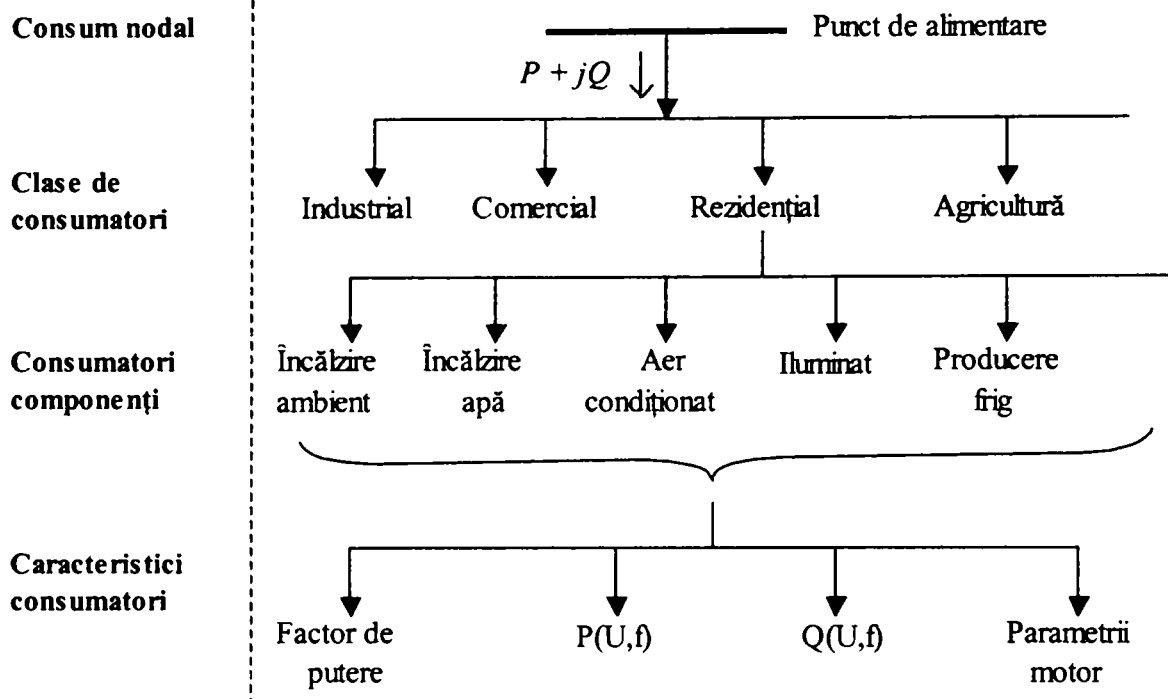 Consum nodal
Punct de alimentare
P + jQ
Clase de
consumatori
Industrial
Comercial
Rezidențial
Agricultură
Consumatori
componenți
Încălzire
ambient
Încălzire
apă
Aer
condiționat
Iluminat
Producere
frig
Caracteristici
consumatori
Factor de
putere
P(U,f)
Q(U,f)
Parametrii
motor